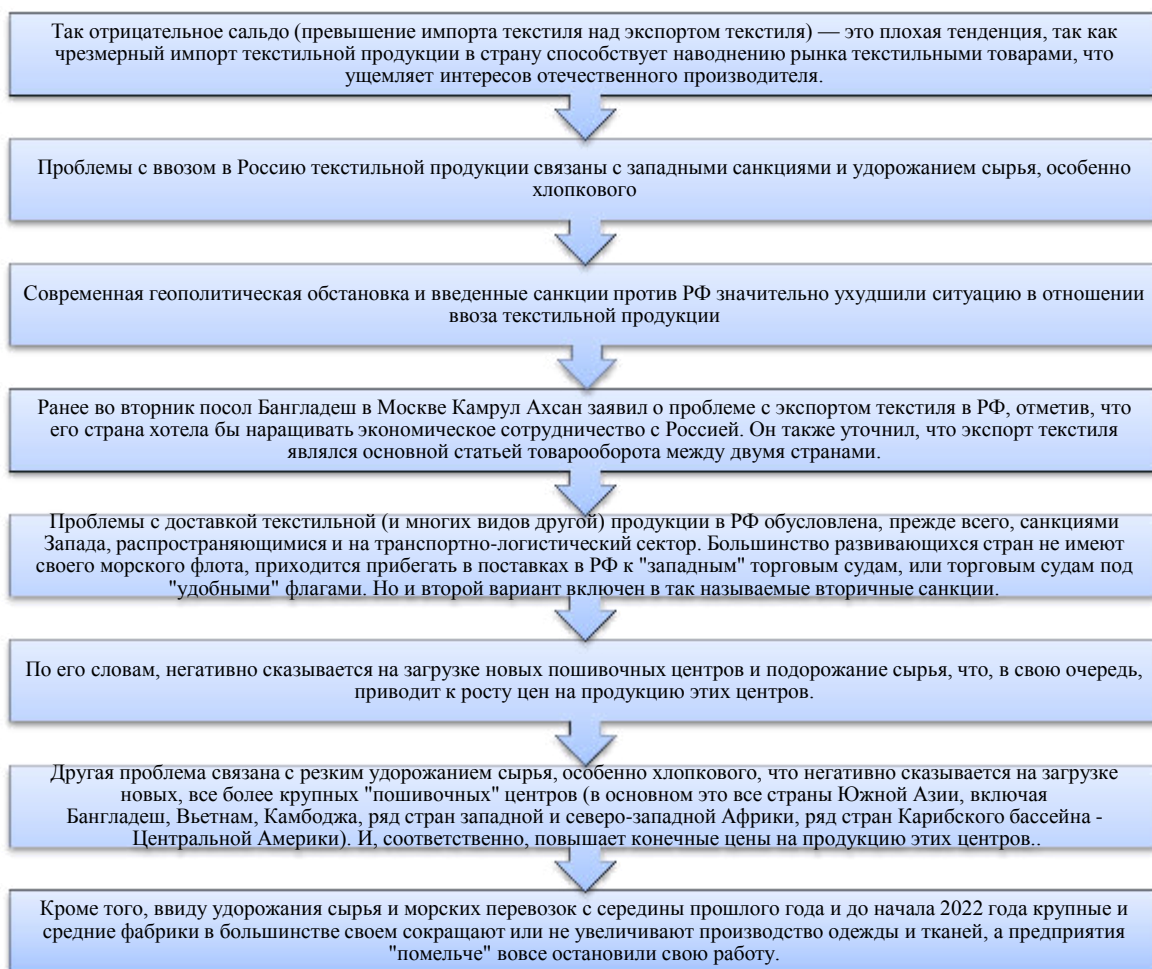 Так отрицательное сальдо (превышение импорта текстиля над экспортом текстиля) — это плохая тенденция, так как
чрезмерный импорт текстильной продукции в страну способствует наводнению рынка текстильными товарами, что
ущемляет интересов отечественного производителя.
Проблемы с ввозом в Россию текстильной продукции связаны с западными санкциями и удорожанием сырья, особенно
хлопкового
Современная геополитическая обстановка и введенные санкции против РФ значительно ухудшили ситуацию в отношении
ввоза текстильной продукции
Ранее во вторник посол Бангладеш в Москве Камрул Ахсан заявил о проблеме с экспортом текстиля в РФ, отметив, что
его страна хотела бы наращивать экономическое сотрудничество с Россией. Он также уточнил, что экспорт текстиля
являлся основной статьей товарооборота между двумя странами.
Проблемы с доставкой текстильной (и многих видов другой) продукции в РФ обусловлена, прежде всего, санкциями
Запада, распространяющимися и на транспортно-логистический сектор. Большинство развивающихся стран не имеют
своего морского флота, приходится прибегать в поставках в РФ к "западным" торговым судам, или торговым судам под
"удобными" флагами. Но и второй вариант включен в так называемые вторичные санкции.
По его словам, негативно сказывается на загрузке новых пошивочных центров и подорожание сырья, что, в свою очередь,
приводит к росту цен на продукцию этих центров.
Другая проблема связана с резким удорожанием сырья, особенно хлопкового, что негативно сказывается на загрузке
новых, все более крупных "пошивочных" центров (в основном это все страны Южной Азии, включая
Бангладеш, Вьетнам, Камбоджа, ряд стран западной и северо-западной Африки, ряд стран Карибского бассейна -
Центральной Америки). И, соответственно, повышает конечные цены на продукцию этих центров..
Кроме того, ввиду удорожания сырья и морских перевозок с середины прошлого года и до начала 2022 года крупные и
средние фабрики в большинстве своем сокращают или не увеличивают производство одежды и тканей, а предприятия
"помельче" вовсе остановили свою работу.